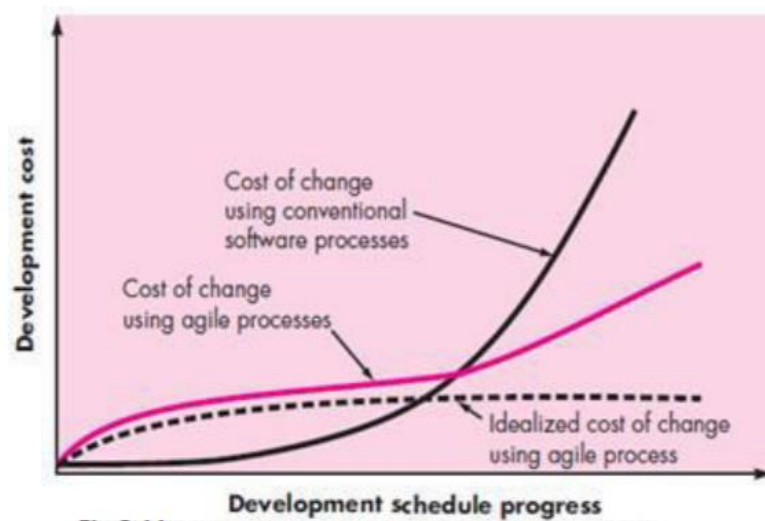 Development cost
Cost of change
using conventional
software processes
Cost of change
using agile processes
Idealized cost of change
using agile process
Development schedule progress